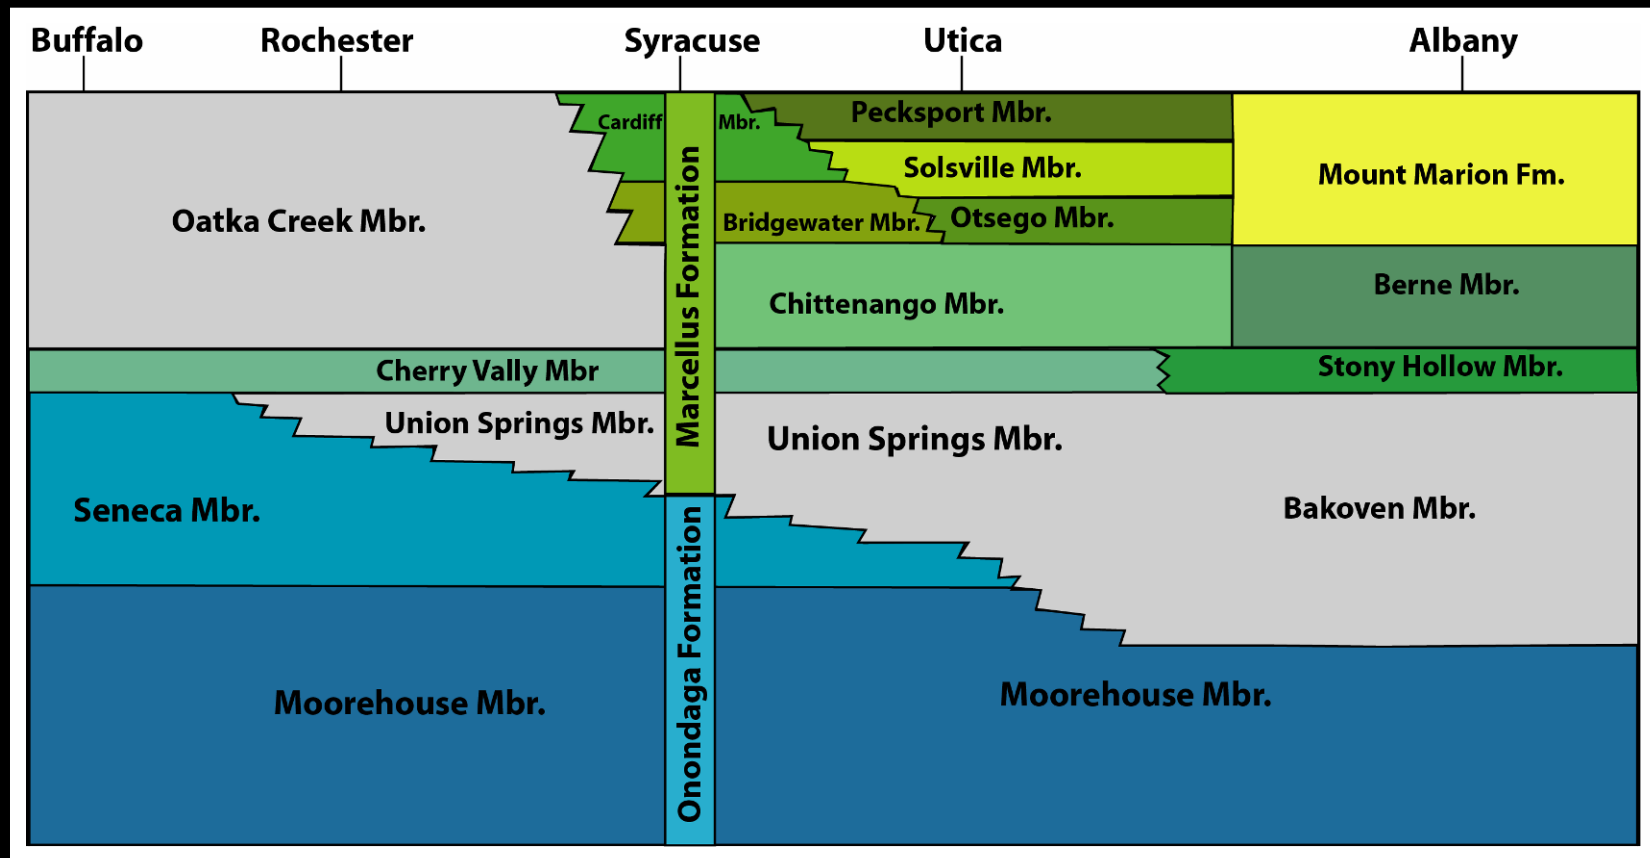 Buffalo
Rochester
Syracuse
Utica
Albany
Cardiff
Mbr.
Pecksport Mbr.
Solsville Mbr.
Mount Marion Fm.
Oatka Creek Mbr.
Bridgewater Mbr.
Otsego Mbr.
Marcellus Formation
Chittenango Mbr.
Berne Mbr.
Cherry Vally Mbr
Stony Hollow Mbr.
Union Springs Mbr.
Union Springs Mbr.
Seneca Mbr.
Bakoven Mbr.
Onondaga Formation
Moorehouse Mbr.
Moorehouse Mbr.